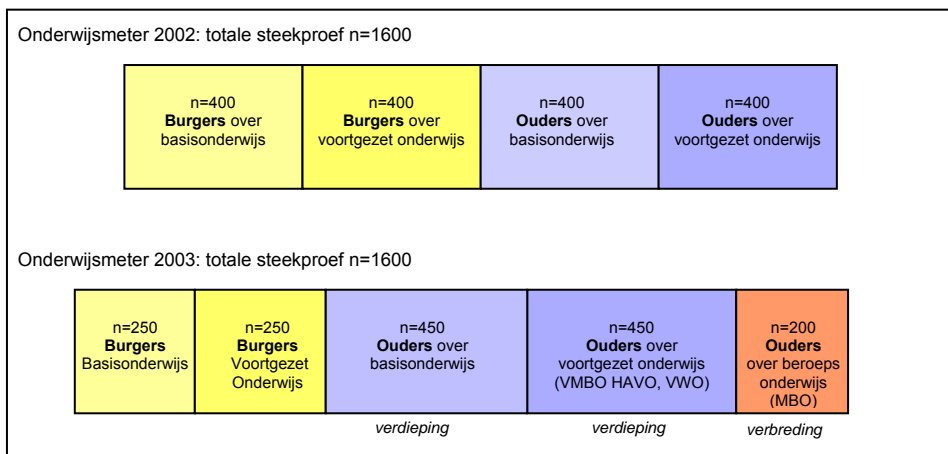 Onderwijsmeter 2002: totale steekproef n=1600
n=400
Burgers over
basisonderwijs
n=400
Burgers over
voortgezet onderwijs
n=400
Ouders over
basisonderwijs
n=400
Ouders over
voortgezet onderwijs
Onderwijsmeter 2003: totale steekproef n=1600
n=250
Burgers
Basisonderwijs
n=250
Burgers
Voortgezet
Onderwijs
n=450
Ouders over
basisonderwijs
n=450
Ouders over
voortgezet onderwijs
(VMBO HAVO, VWO)
n=200
Ouders
over beroeps
onderwijs
(MBO)
verdieping
verdieping
verbreding